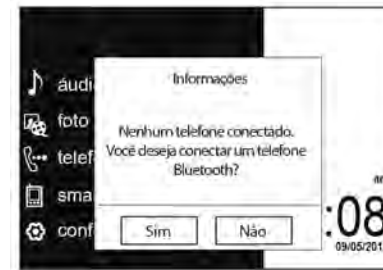 Informações
Nenhum telefone conectado.
Você deseja conectar um telefone
Bluetooth?
Sim Não
áudi
foto
telef
sma
conf
:08
09/05/201